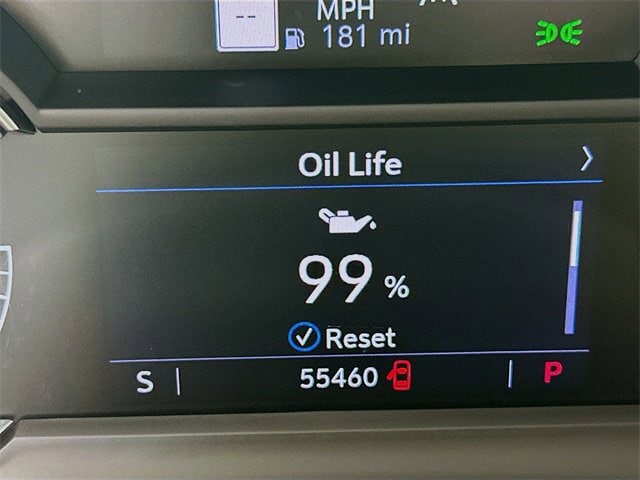 --
MPH
181 mi
Oil Life
99 %
Reset
S
55460
P